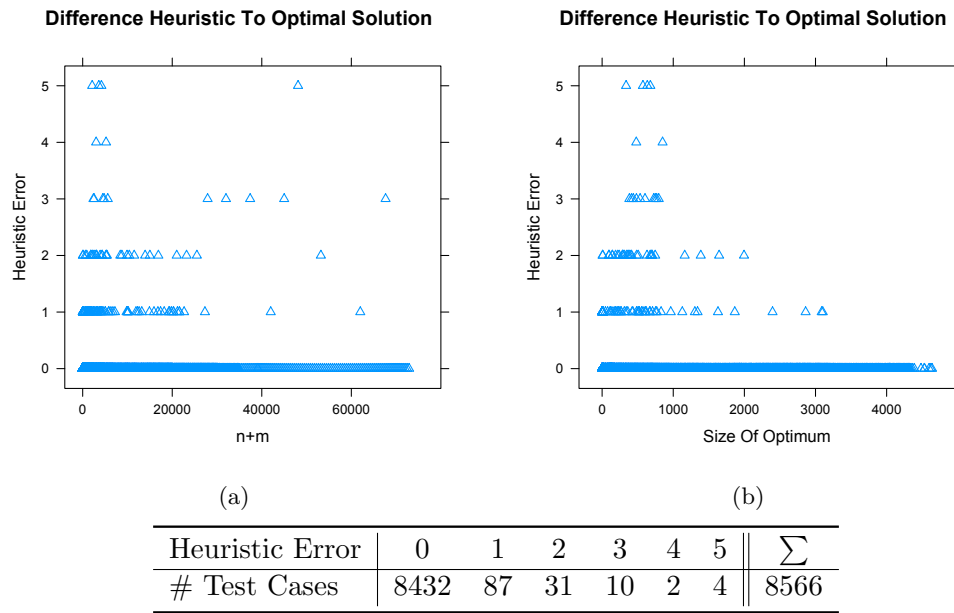 Difference Heuristic To Optimal Solution
5
4
3
2
1
0
Heuristic Error
0 20000 40000 60000
n+m
(a)
Difference Heuristic To Optimal Solution
5
4
3
2
1
0
Heuristic Error
0 1000 2000 3000 4000
Size Of Optimum
(b)
Heuristic Error 0 1 2 3 4 5 ∑
# Test Cases 8432 87 31 10 2 4 8566